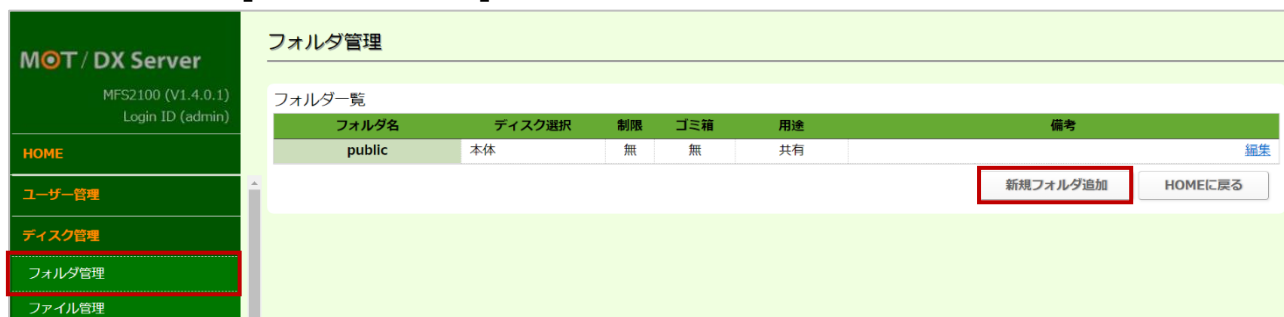 MOT/DX Server
MFS2100 (V1.4.0.1)
Login ID (admin)
HOME
ユーザー管理
ディスク管理
フォルダ管理
ファイル管理
フォルダ管理
フォルダ一覧
フォルダ名 ディスク選択 制限 ゴミ箱 用途 備考
public 本体 無 無 共有 編集
新規フォルダ追加 HOMEに戻る